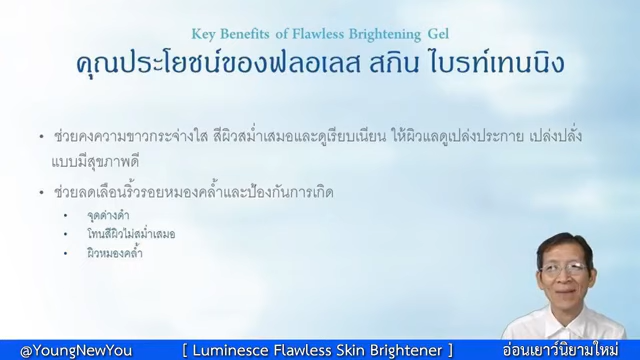 Key Benefits of Flawless Brightening Gel
คุณประโยชน์ของฟลอเลส สกิน ไบรท์เทนนิง
• ช่วยคงความขาวกระจ่างใส สีผิวสม่ำเสมอและดูเรียบเนียน ให้ผิวแลดูเปล่งประกาย เปล่งปลั่ง
แบบมีสุขภาพดี
• ช่วยลดเลือนริ้วรอยหมองคล้ำและป้องกันการเกิด
• จุดด่างดำ
• โทนสีผิวไม่สม่ำเสมอ
• ผิวหมองคล้ำ
@YoungNewYou [ Luminesce Flawless Skin Brightener ] อ่อนเยาว์นิยามใหม่